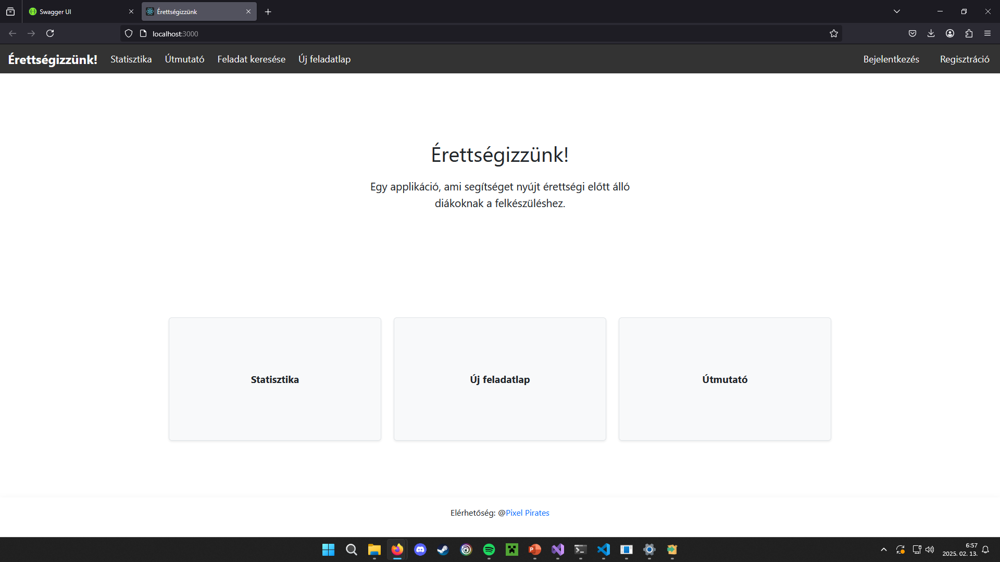 Swagger UI
Érettségizzünk!
localhost:3000
Érettségizzünk! Statisztika Útmutató Feladat keresése Új feladatlap Bejelentkezés Regisztráció
Érettségizzünk!
Egy applikáció, ami segítséget nyújt érettségi előtt álló
diákoknak a felkészüléshez.
Statisztika
Új feladatlap
Útmutató
Elérhetőség: @Pixel Pirates
6:57
2025. 02. 13.